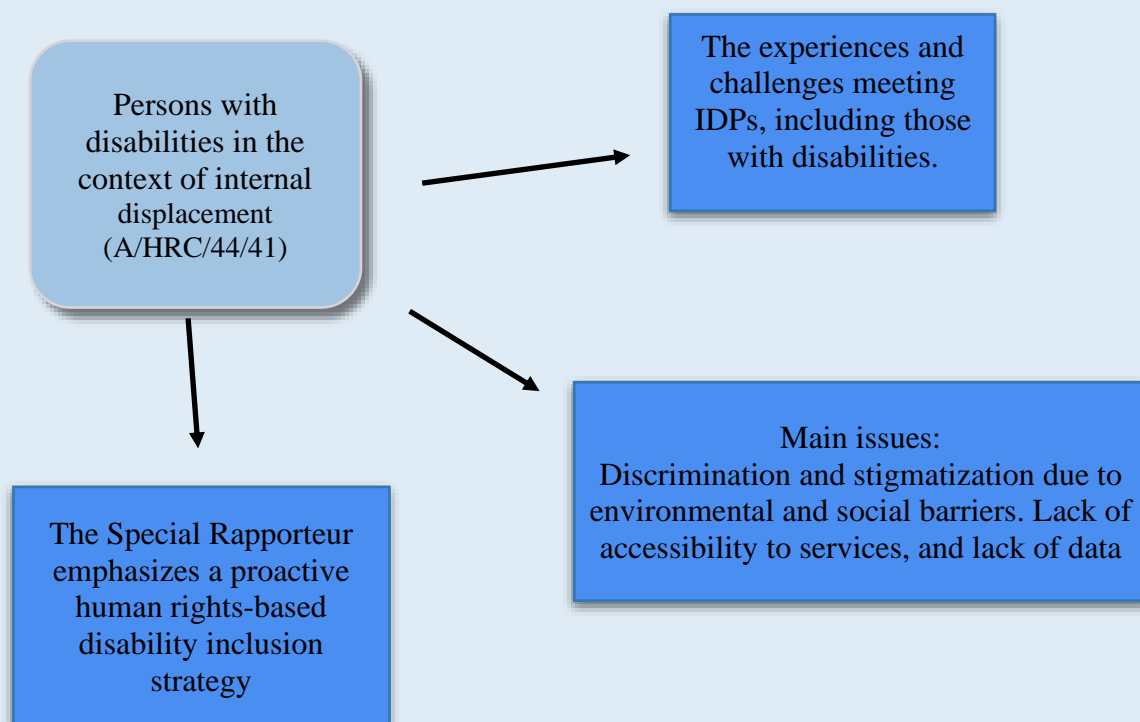 Persons with
disabilities in the
context of internal
displacement
(A/HRC/44/41)
The experiences and
challenges meeting
IDPs, including those
with disabilities.
Main issues:
Discrimination and stigmatization due to
environmental and social barriers. Lack of
accessibility to services, and lack of data
The Special Rapporteur
emphasizes a proactive
human rights-based
disability inclusion
strategy